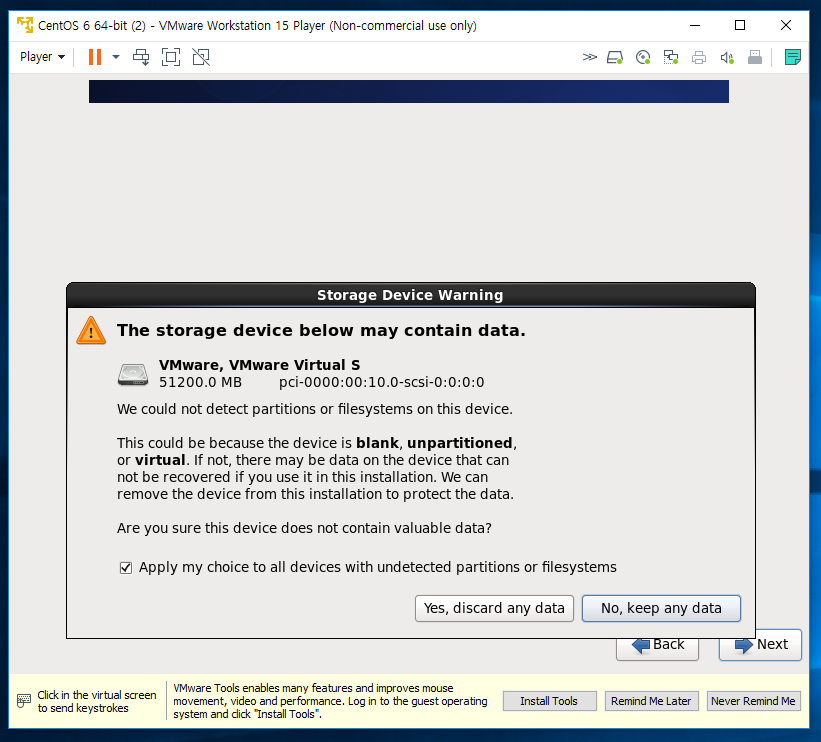 CentOS 6 64-bit (2) - VMware Workstation 15 Player (Non-commercial use only)
Player
Storage Device Warning
The storage device below may contain data.
VMware, VMware Virtual S
51200.0 MB pci-0000:00:10.0-scsi-0:0:0:0
We could not detect partitions or filesystems on this device.
This could be because the device is blank, unpartitioned,
or virtual. If not, there may be data on the device that can
not be recovered if you use it in this installation. We can
remove the device from this installation to protect the data.
Are you sure this device does not contain valuable data?
Apply my choice to all devices with undetected partitions or filesystems
Yes, discard any data No, keep any data
Back Next
Click in the virtual screen
to send keystrokes
VMware Tools enables many features and improves mouse
movement, video and performance. Log in to the guest operating
system and click "Install Tools".
Install Tools Remind Me Later Never Remind Me